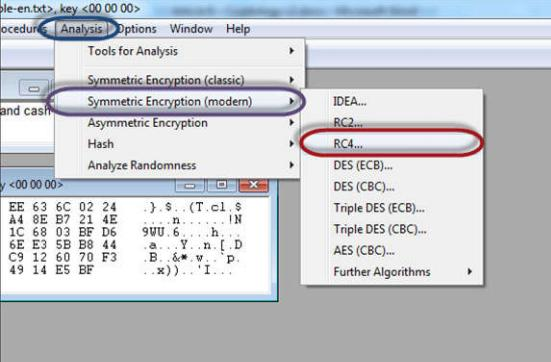 ple-en.txt>, key <00 00 00>
ocedures Analysis Options Window Help
Tools for Analysis
Symmetric Encryption (classic)
Symmetric Encryption (modern)
Asymmetric Encryption
Hash
Analyze Randomness
IDEA...
RC2...
RC4...
DES (ECB)...
DES (CBC)...
Triple DES (ECB)...
Triple DES (CBC)...
AES (CBC)...
Further Algorithms
and cash
y <00 00 00>
EE 63 6C 02 24 .}.$..(T.cl.$
A4 8E B7 21 4E ....n......!N
1C 68 03 BF D6 9WU.6....h...
6E E3 5B B8 44 .a...Y..n.[.D
C9 12 60 70 F3 .B..&*.w..`p.
49 14 E5 BF ..x))..'I...